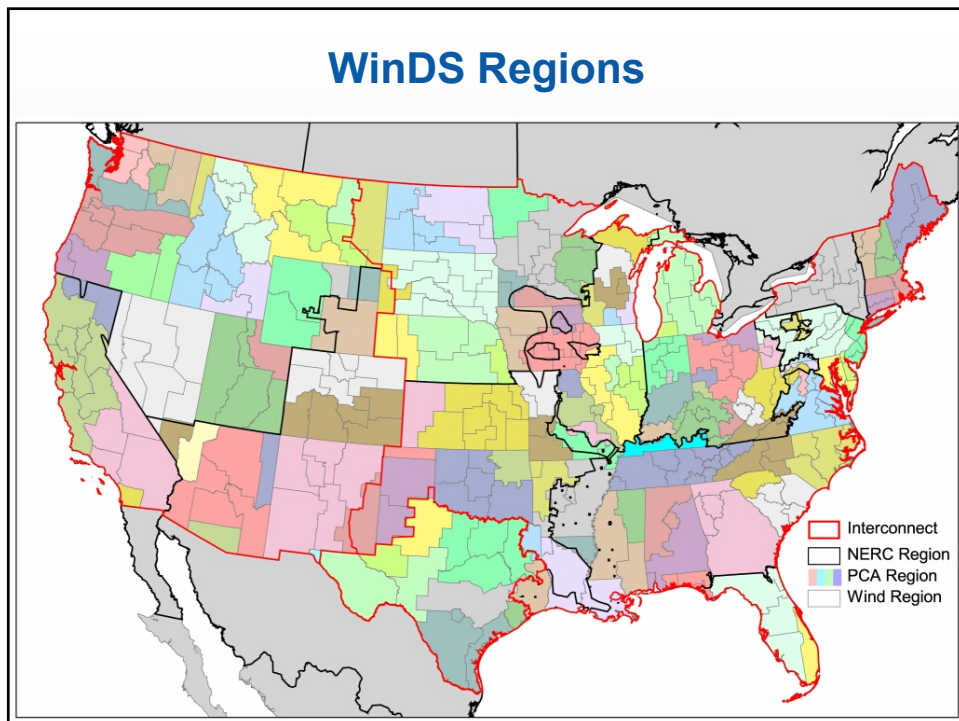 WinDS Regions
Interconnect
NERC Region
PCA Region
Wind Region